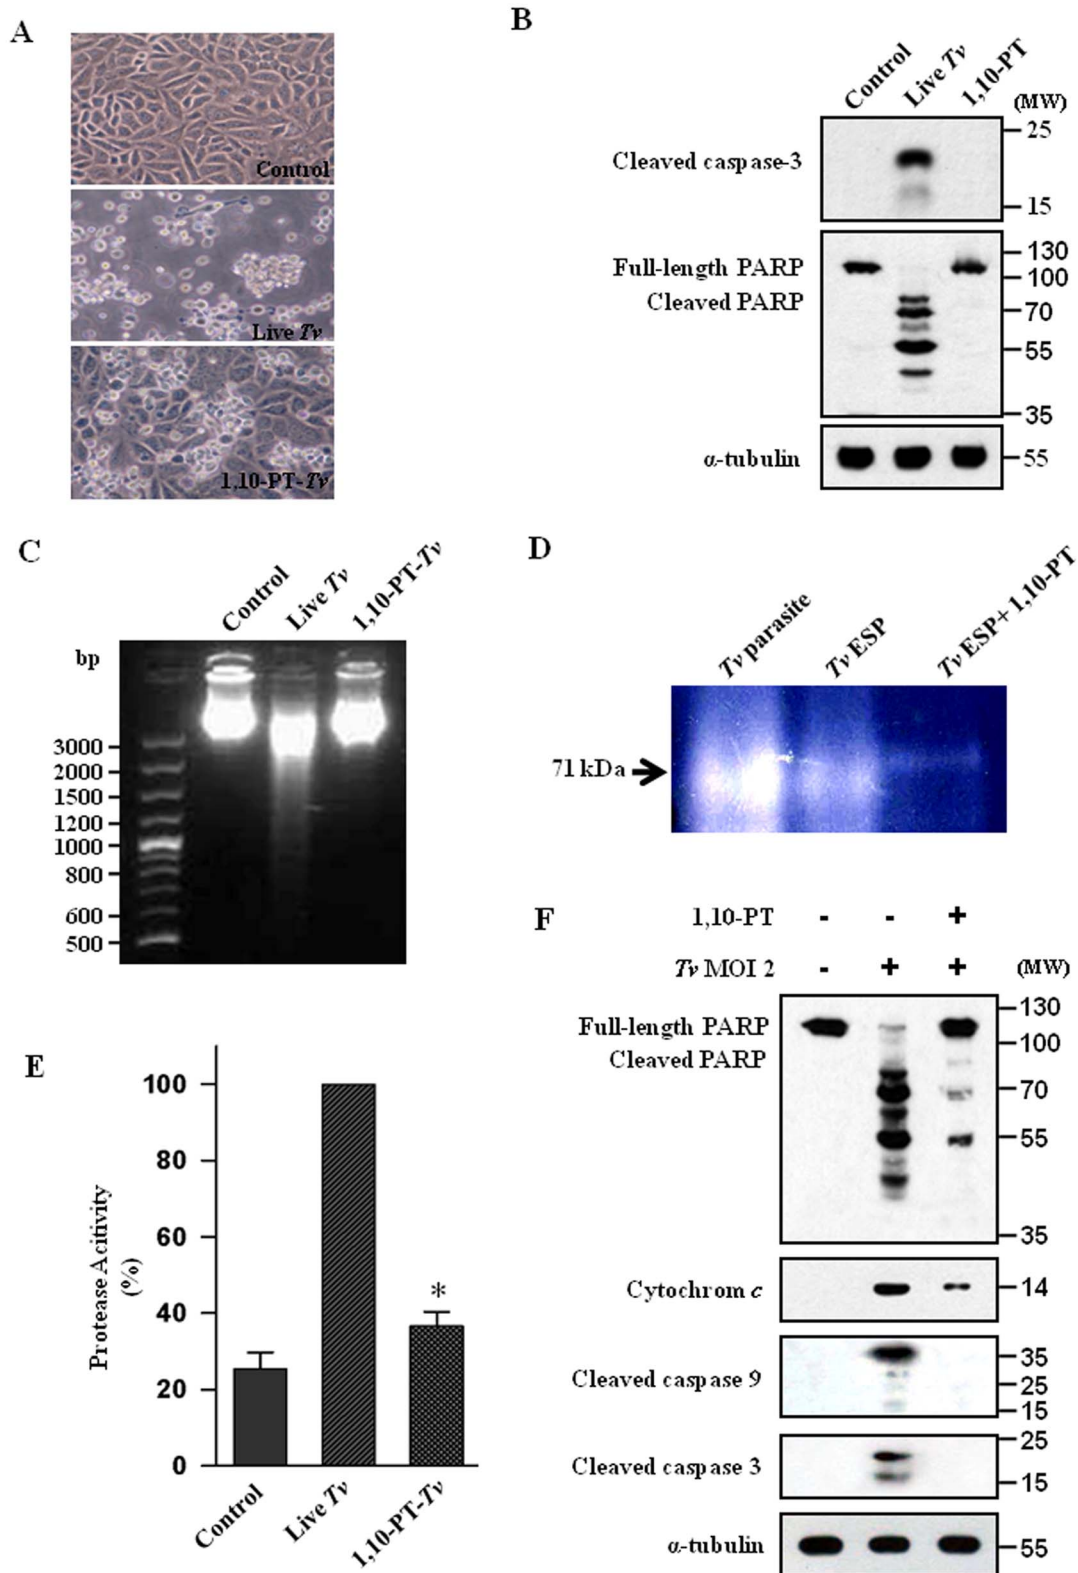 A
Control
Live Tv
1,10-PT-Tv
B
Control
Live Tv
1,10-PT
(MW)
Cleaved caspase-3
25
15
Full-length PARP
Cleaved PARP
130
100
70
55
35
α-tubulin
55
C
Control
Live Tv
1,10-PT-Tv
bp
3000
2000
1500
1200
1000
800
600
500
D
Tv parasite
Tv ESP
Tv ESP+ 1,10-PT
71 kDa
E
Protease Acitivity
(%)
100
80
60
40
20
0
*
Control
Live Tv
1,10-PT-Tv
F
1,10-PT - - +
Tv MOI 2 - + + (MW)
Full-length PARP
Cleaved PARP
130
100
70
55
35
Cytochrom c
14
Cleaved caspase 9
35
25
15
Cleaved caspase 3
25
15
α-tubulin
55